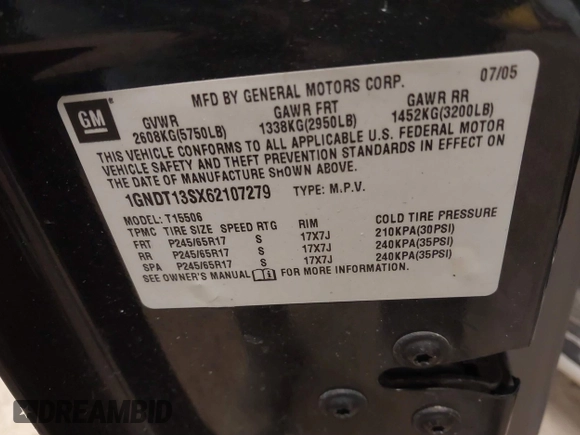 07/05
MFD BY GENERAL MOTORS CORP.
GM
GVWR GAWR FRT GAWR RR
2608KG(5750LB) 1338KG(2950LB) 1452KG(3200LB)
THIS VEHICLE CONFORMS TO ALL APPLICABLE U.S. FEDERAL MOTOR
VEHICLE SAFETY AND THEFT PREVENTION STANDARDS IN EFFECT ON
THE DATE OF MANUFACTURE SHOWN ABOVE.
1GNDT13SX62107279 TYPE: M.P.V.
MODEL: T15506
TPMC TIRE SIZE SPEED RTG RIM COLD TIRE PRESSURE
FRT P245/65R17 S 17X7J 210KPA(30PSI)
RR P245/65R17 S 17X7J 240KPA(35PSI)
SPA P245/65R17 S 17X7J 240KPA(35PSI)
SEE OWNER'S MANUAL FOR MORE INFORMATION.
DREAMBID